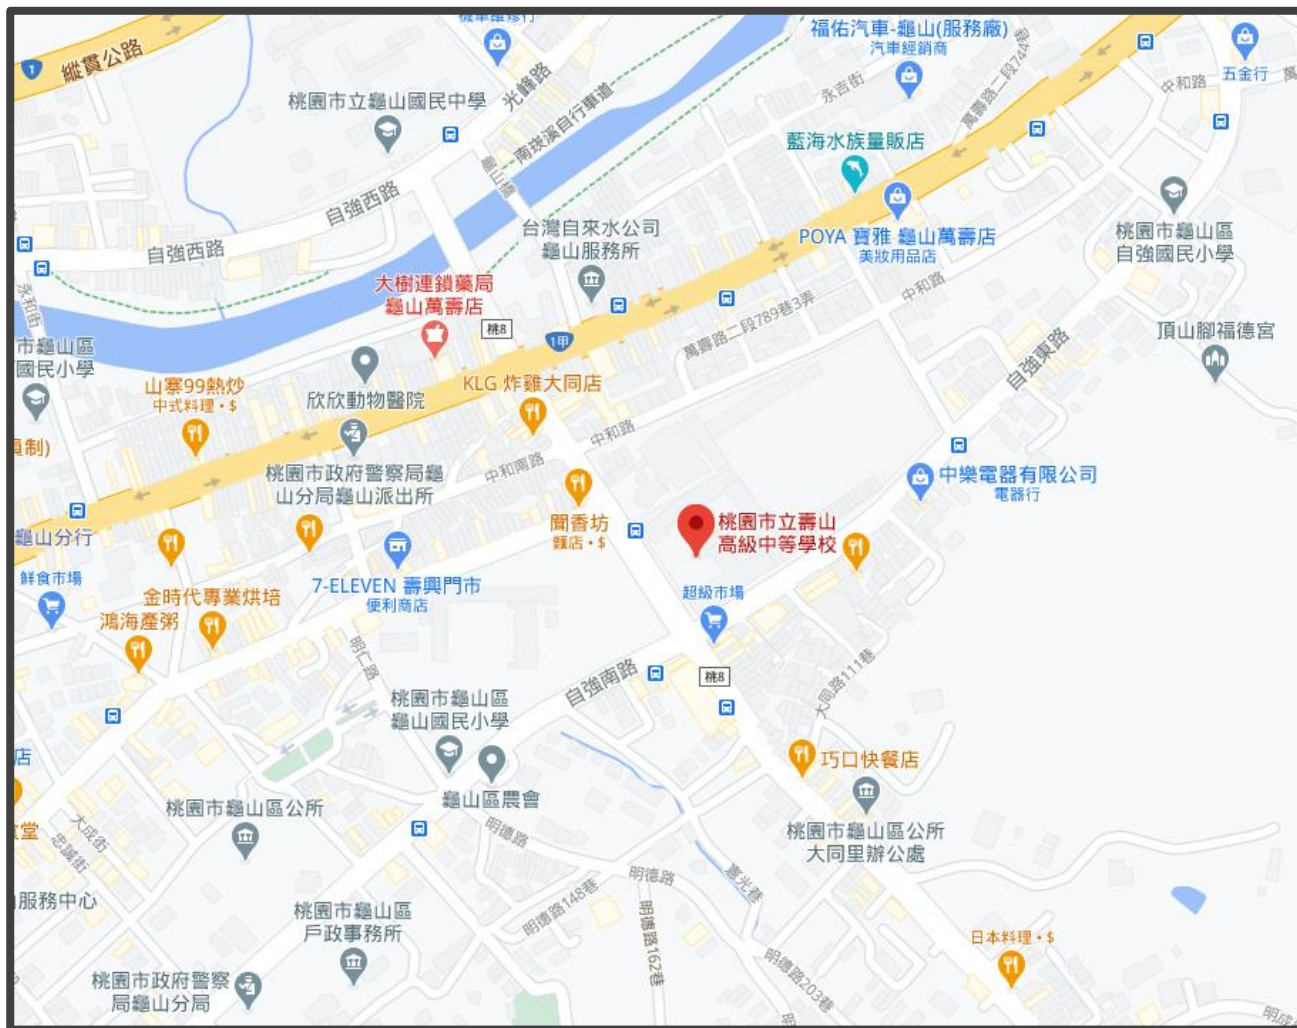 機車維修行
福佑汽車-龜山(服務廠)
汽車經銷商
五金行
縱貫公路
1
光峰路
永吉街
萬壽路二段744巷
中和路
桃園市立龜山國民中學
南崁溪自行車道
藍海水族量販店
龜山橋
自強西路
自強西路
台灣自來水公司
龜山服務所
POYA 寶雅 龜山萬壽店
美妝用品店
桃園市龜山區
自強國民小學
大樹連鎖藥局
龜山萬壽店
永和街
桃8
1甲
萬壽路二段789巷3弄
中和路
自強東路
頂山腳福德宮
市龜山區
國民小學
山寨99熱炒
中式料理・$
欣欣動物醫院
KLG 炸雞大同店
中和路
中和南路
桃園市政府警察局龜
山分局龜山派出所
中樂電器有限公司
電器行
聞香坊
麵店・$
桃園市立壽山
高級中等學校
龜山分行
鮮食市場
7-ELEVEN 壽興門市
便利商店
超級市場
金時代專業烘培
鴻海產粥
明仁路
自強南路
桃8
大同路111巷
桃園市龜山區
龜山國民小學
龜山區農會
巧口快餐店
店
桃園市龜山區公所
大成街
忠誠街
明德路
桃園市龜山區公所
大同里辦公處
明德路
明德路148巷
明德路162巷
服務中心
桃園市龜山區
戶政事務所
日本料理・$
明德路203巷
桃園市政府警察
局龜山分局